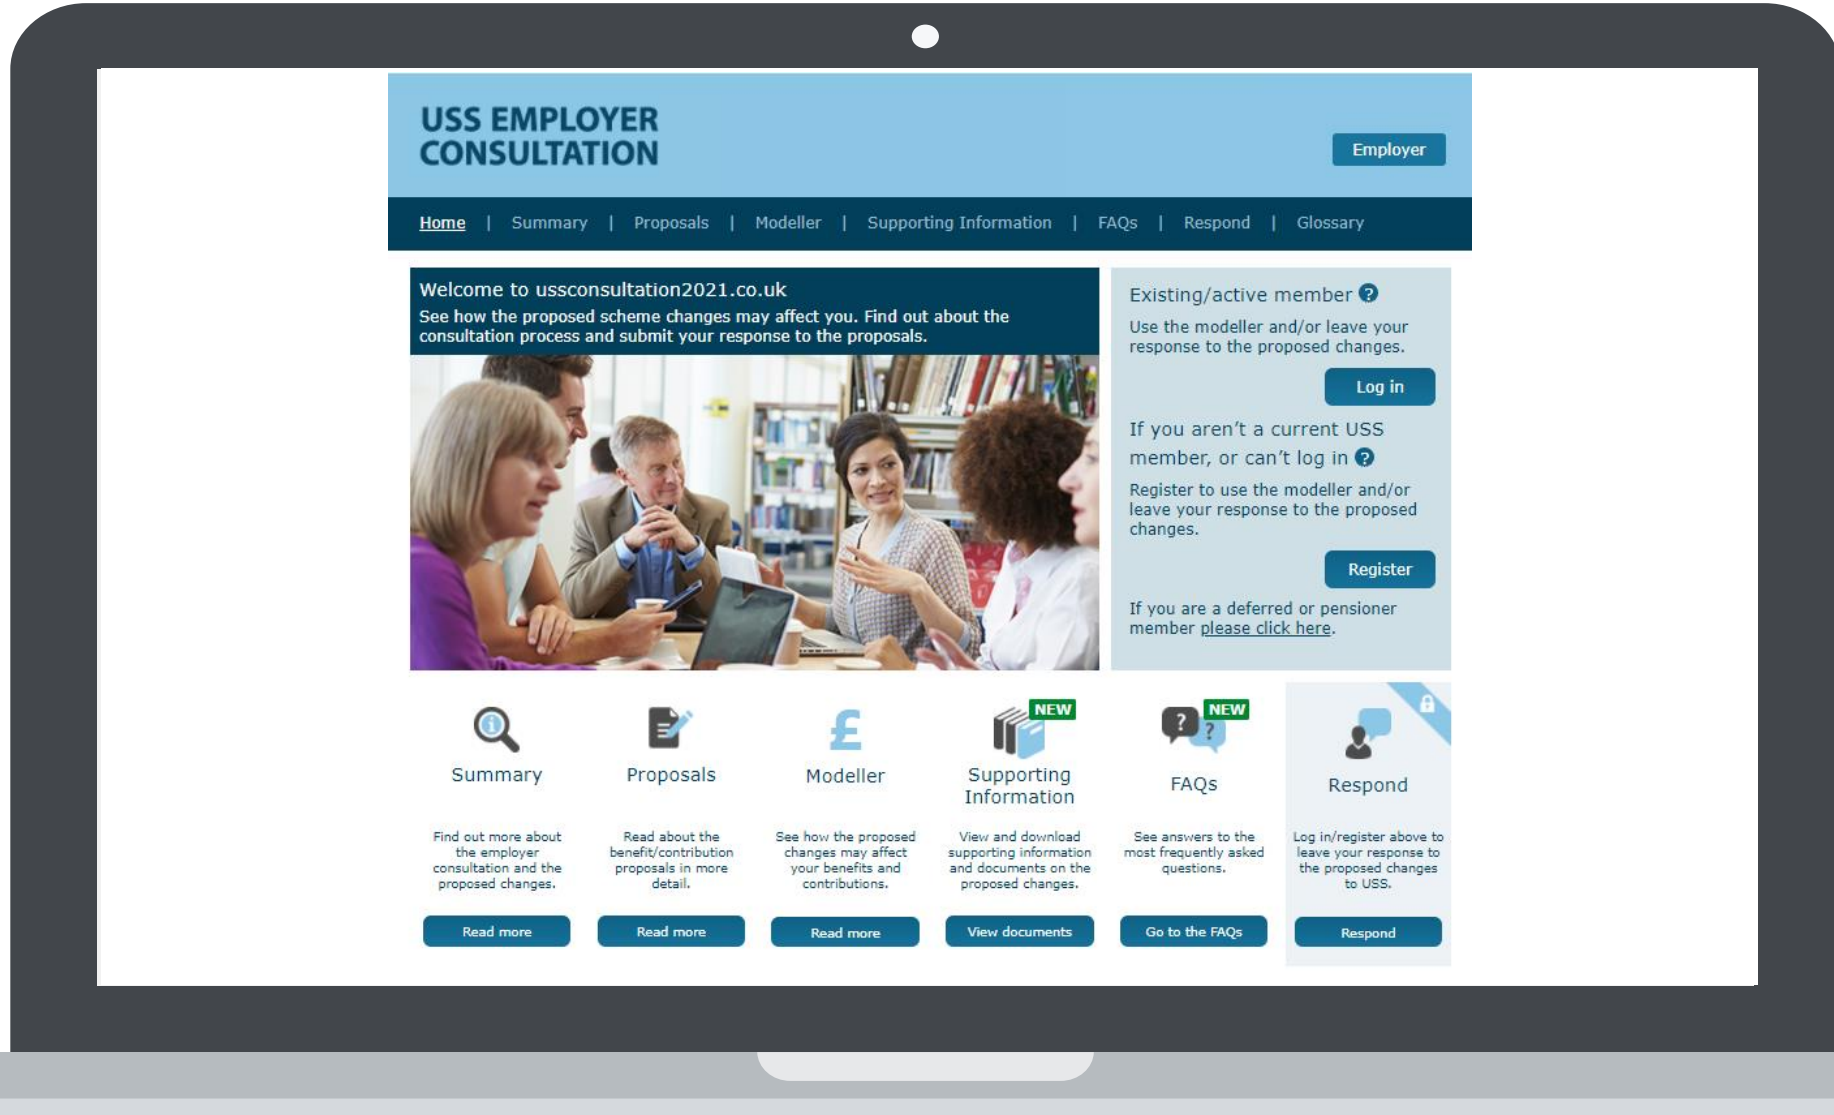 USS EMPLOYER
CONSULTATION
Employer
Home | Summary | Proposals | Modeller | Supporting Information | FAQs | Respond | Glossary
Welcome to ussconsultation2021.co.uk
See how the proposed scheme changes may affect you. Find out about the
consultation process and submit your response to the proposals.
Existing/active member ?
Use the modeller and/or leave your
response to the proposed changes.
Log in
If you aren't a current USS
member, or can't log in ?
Register to use the modeller and/or
leave your response to the proposed
changes.
Register
If you are a deferred or pensioner
member please click here.
Summary
Find out more about
the employer
consultation and the
proposed changes.
Read more
Proposals
Read about the
benefit/contribution
proposals in more
detail.
Read more
£
Modeller
See how the proposed
changes may affect
your benefits and
contributions.
Read more
NEW
Supporting
Information
View and download
supporting information
and documents on the
proposed changes.
View documents
NEW
? ?
FAQs
See answers to the
most frequently asked
questions.
Go to the FAQs
Respond
Log in/register above to
leave your response to
the proposed changes
to USS.
Respond